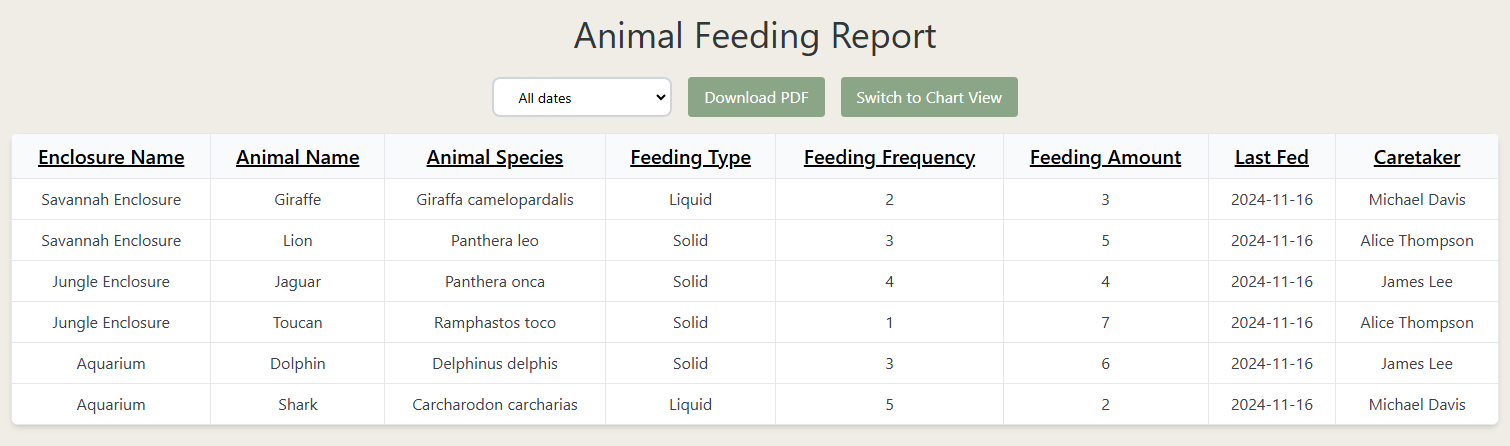 Animal Feeding Report
All dates Download PDF Switch to Chart View
Enclosure Name Animal Name Animal Species Feeding Type Feeding Frequency Feeding Amount Last Fed Caretaker
Savannah Enclosure Giraffe Giraffa camelopardalis Liquid 2 3 2024-11-16 Michael Davis
Savannah Enclosure Lion Panthera leo Solid 3 5 2024-11-16 Alice Thompson
Jungle Enclosure Jaguar Panthera onca Solid 4 4 2024-11-16 James Lee
Jungle Enclosure Toucan Ramphastos toco Solid 1 7 2024-11-16 Alice Thompson
Aquarium Dolphin Delphinus delphis Solid 3 6 2024-11-16 James Lee
Aquarium Shark Carcharodon carcharias Liquid 5 2 2024-11-16 Michael Davis